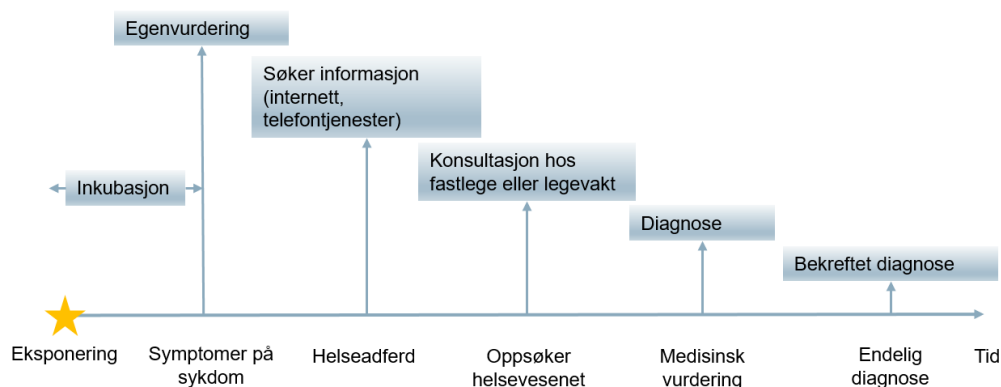 Egenvurdering
Søker informasjon
(internett,
telefontjenester)
Konsultasjon hos
fastlege eller legevakt
Inkubasjon
Diagnose
Bekreftet diagnose
Eksponering
Symptomer på
sykdom
Helseadferd
Oppsøker
helsevesenet
Medisinsk
vurdering
Endelig
diagnose
Tid